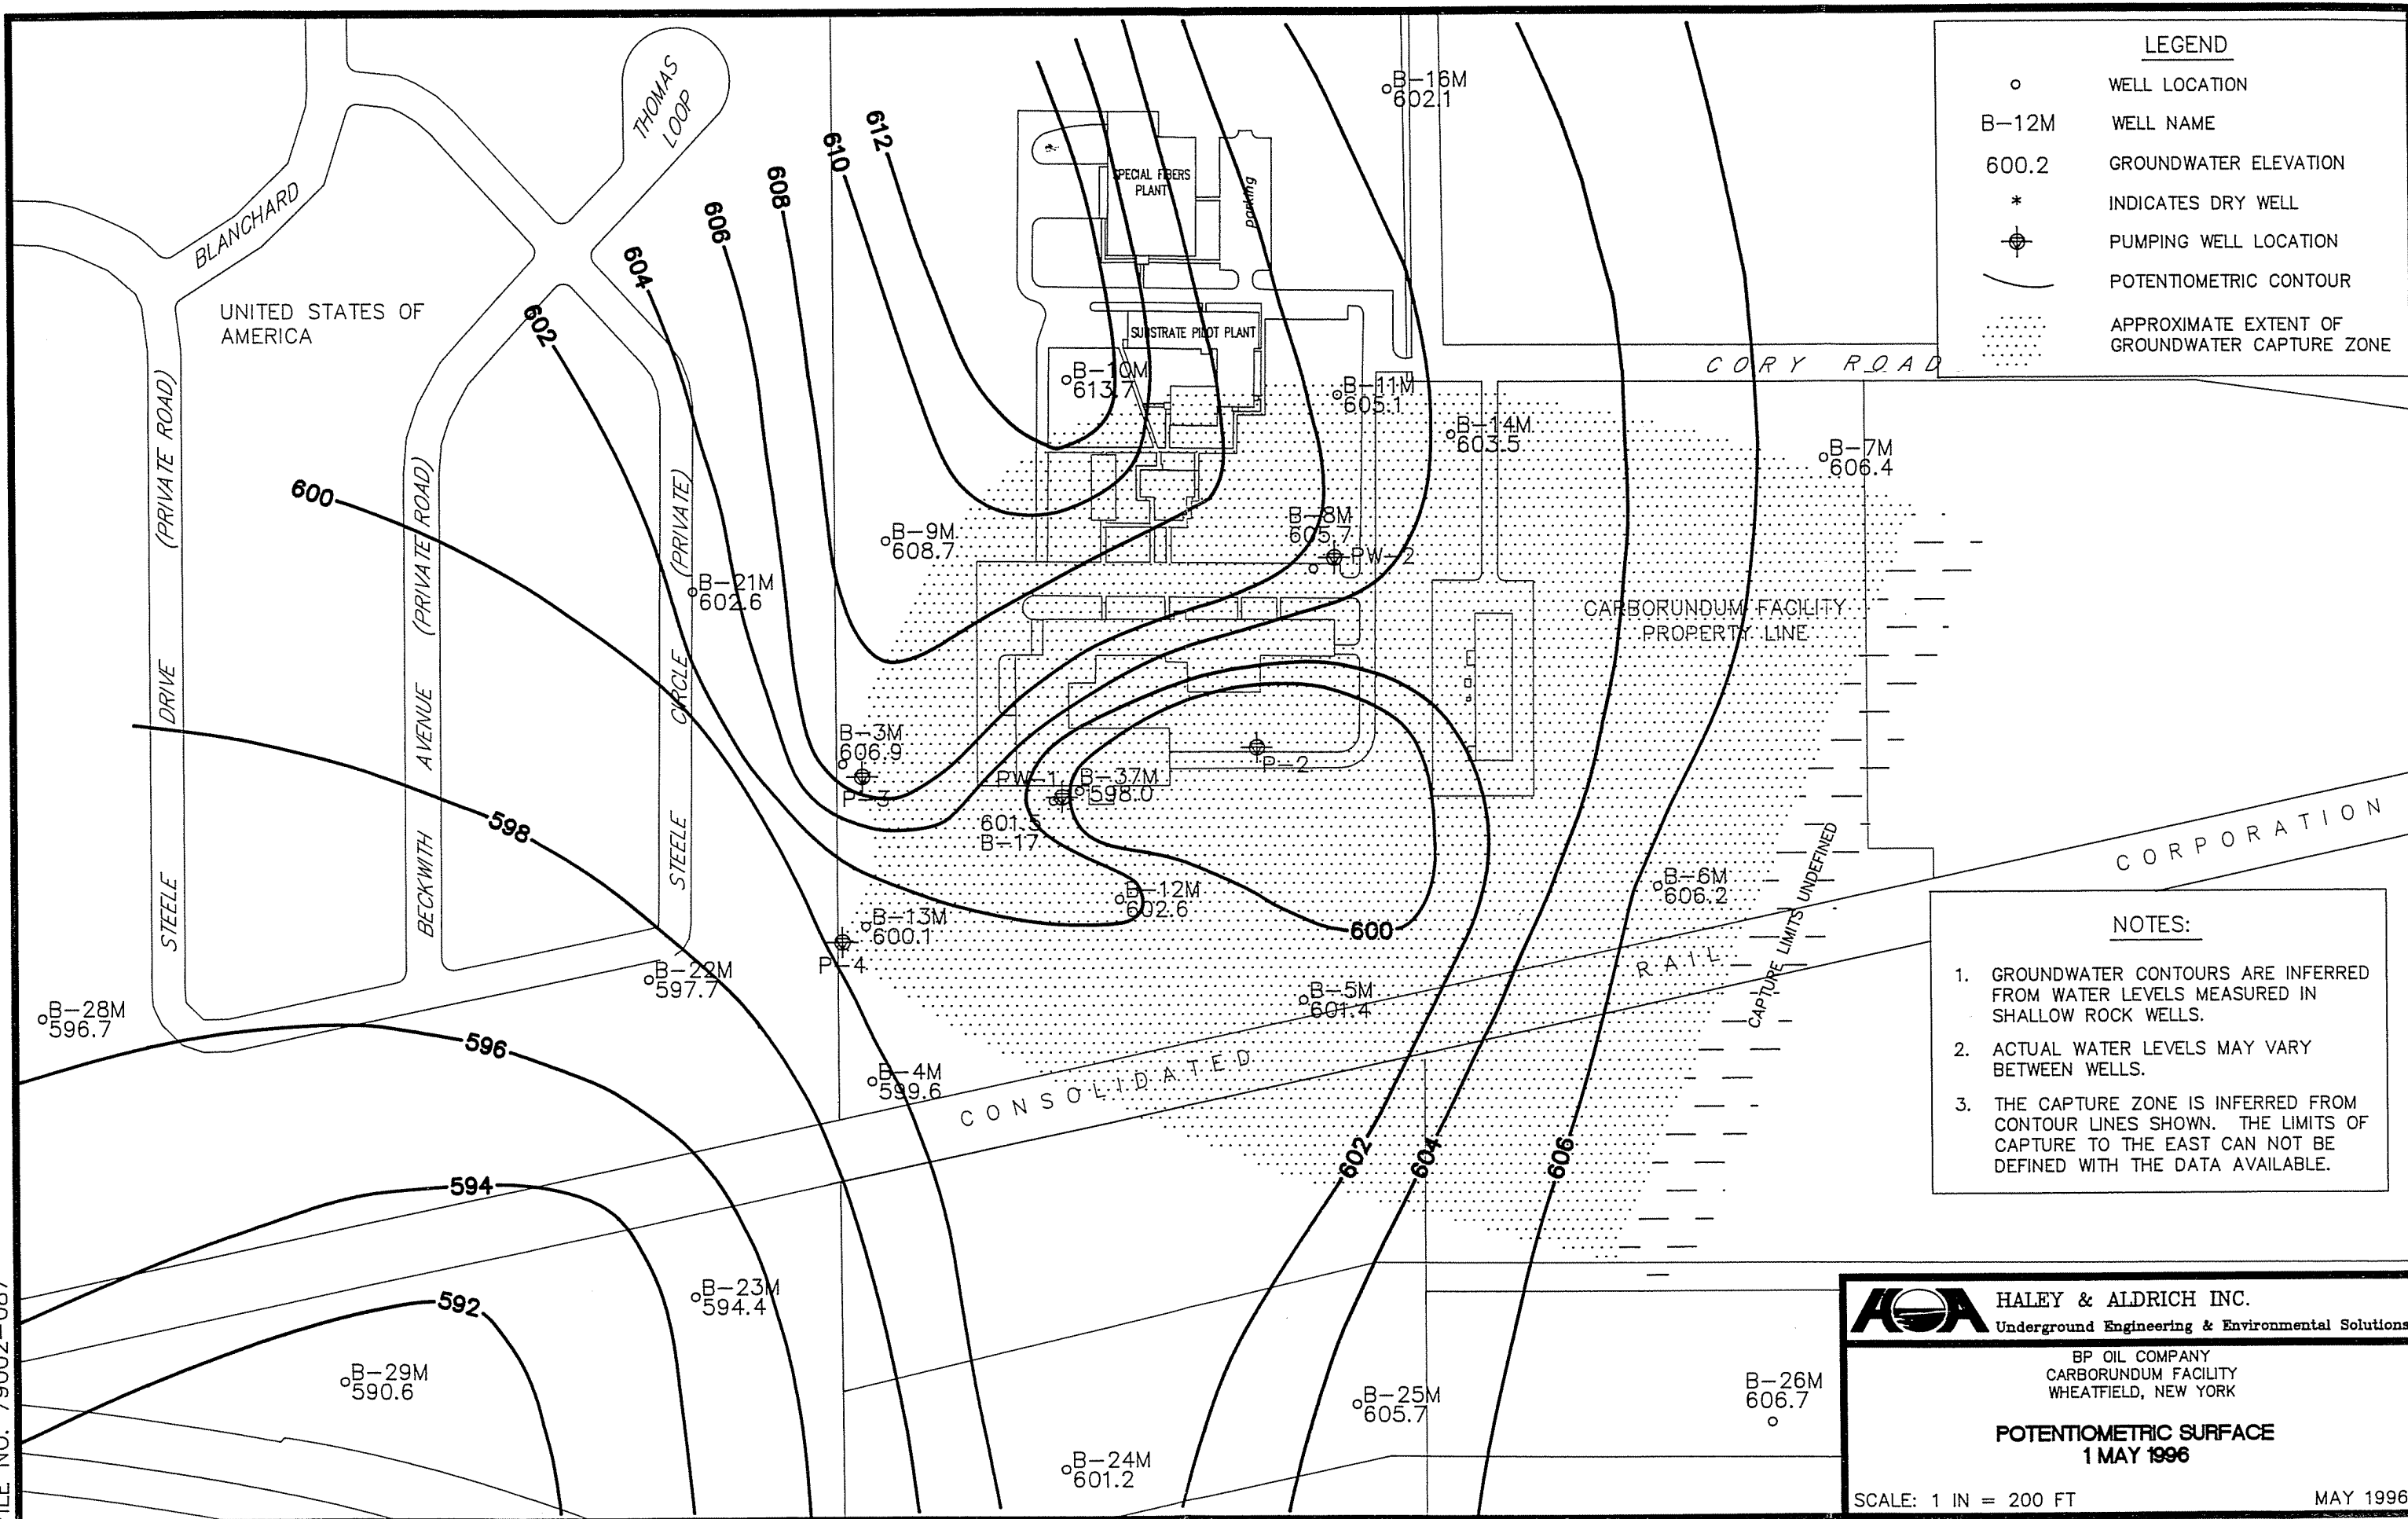 THOMAS
LOOP
BLANCHARD
UNITED STATES OF
AMERICA
STEELE DRIVE (PRIVATE ROAD)
BECKWITH AVENUE (PRIVATE ROAD)
STEELE CIRCLE (PRIVATE)
612
610
608
606
604
602
600
598
596
594
592
B-16M
602.1
SPECIAL FIBERS
PLANT
Parking
SUBSTRATE PILOT PLANT
CORY ROAD
B-10M
613.7
B-11M
605.1
B-14M
603.5
B-7M
606.4
B-9M
608.7
B-8M
605.7
PW-2
B-21M
602.6
CARBORUNDUM FACILITY
PROPERTY LINE
B-3M
606.9
P-3
PW-1
B-37M
598.0
P-2
601.5
B-17
B-12M
602.6
B-13M
600.1
P-4
600
B-6M
606.2
CAPTURE LIMITS UNDEFINED
B-22M
597.7
B-28M
596.7
B-5M
601.4
B-4M
599.6
CONSOLIDATED RAIL CORPORATION
602
604
606
B-23M
594.4
B-29M
590.6
B-25M
605.7
B-26M
606.7
B-24M
601.2
LEGEND
WELL LOCATION
B-12M WELL NAME
600.2 GROUNDWATER ELEVATION
* INDICATES DRY WELL
PUMPING WELL LOCATION
POTENTIOMETRIC CONTOUR
APPROXIMATE EXTENT OF
GROUNDWATER CAPTURE ZONE
NOTES:
1. GROUNDWATER CONTOURS ARE INFERRED
FROM WATER LEVELS MEASURED IN
SHALLOW ROCK WELLS.
2. ACTUAL WATER LEVELS MAY VARY
BETWEEN WELLS.
3. THE CAPTURE ZONE IS INFERRED FROM
CONTOUR LINES SHOWN. THE LIMITS OF
CAPTURE TO THE EAST CAN NOT BE
DEFINED WITH THE DATA AVAILABLE.
HALEY & ALDRICH INC.
Underground Engineering & Environmental Solutions
BP OIL COMPANY
CARBORUNDUM FACILITY
WHEATFIELD, NEW YORK
POTENTIOMETRIC SURFACE
1 MAY 1996
SCALE: 1 IN = 200 FT MAY 1996